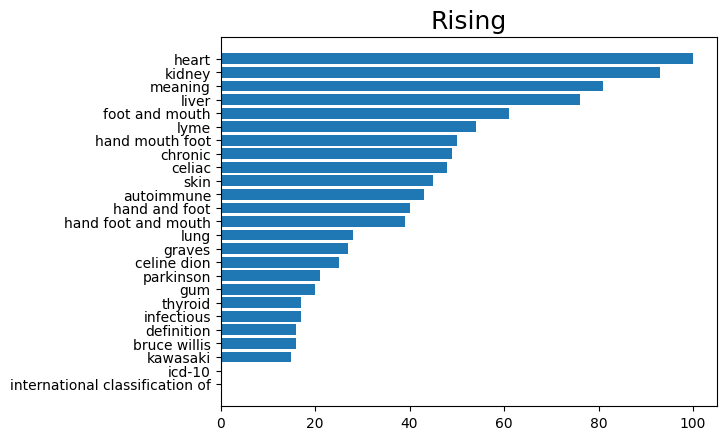 Rising
heart
kidney
meaning
liver
foot and mouth
lyme
hand mouth foot
chronic
celiac
skin
autoimmune
hand and foot
hand foot and mouth
lung
graves
celine dion
parkinson
gum
thyroid
infectious
definition
bruce willis
kawasaki
icd-10
international classification of
0 20 40 60 80 100